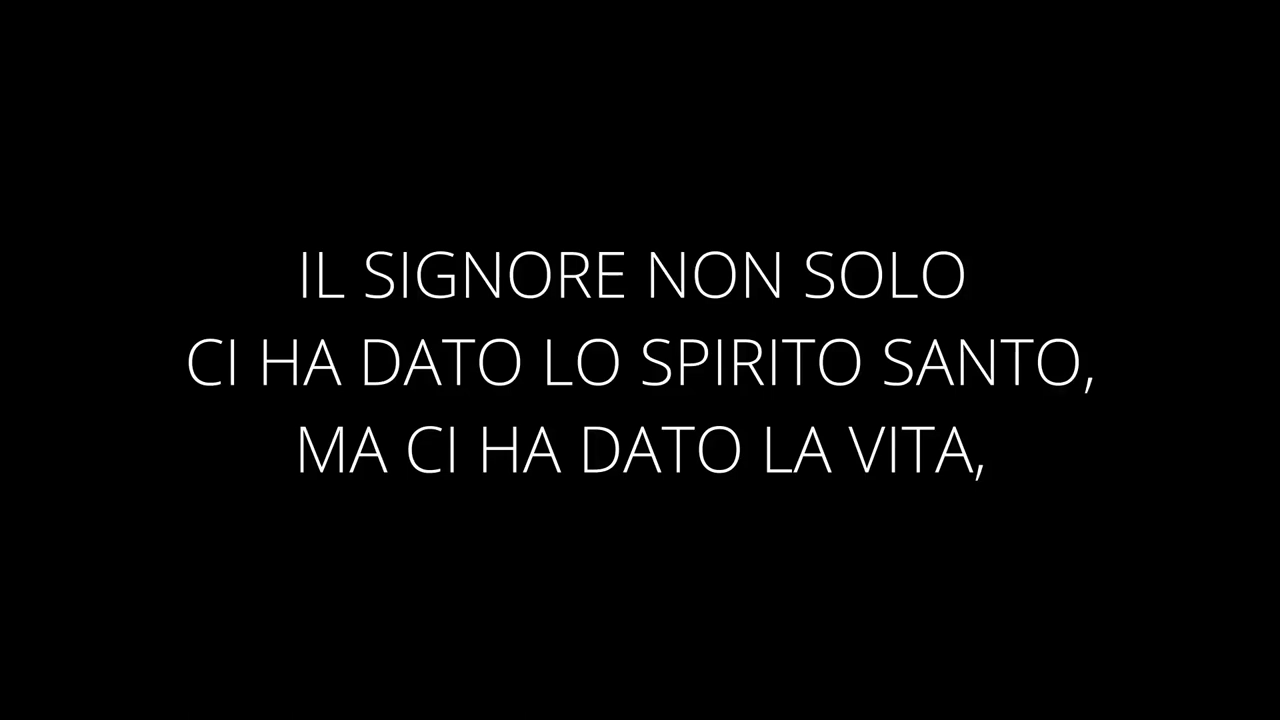 IL SIGNORE NON SOLO
CI HA DATO LO SPIRITO SANTO,
MA CI HA DATO LA VITA,